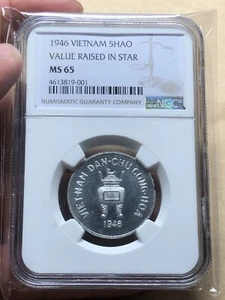 1946 VIETNAM 5HAO
VALUE RAISED IN STAR
MS 65
4613819-001
NUMISMATIC GUARANTY COMPANY
NGC
VIET NAM DAN-CHU CONG-HOA
1946